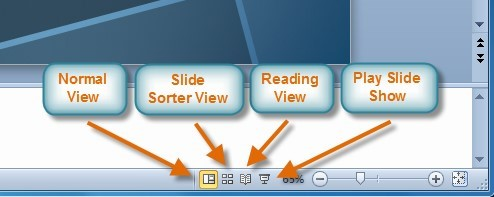 Normal
View
Slide
Sorter View
Reading
View
Play Slide
Show
65%